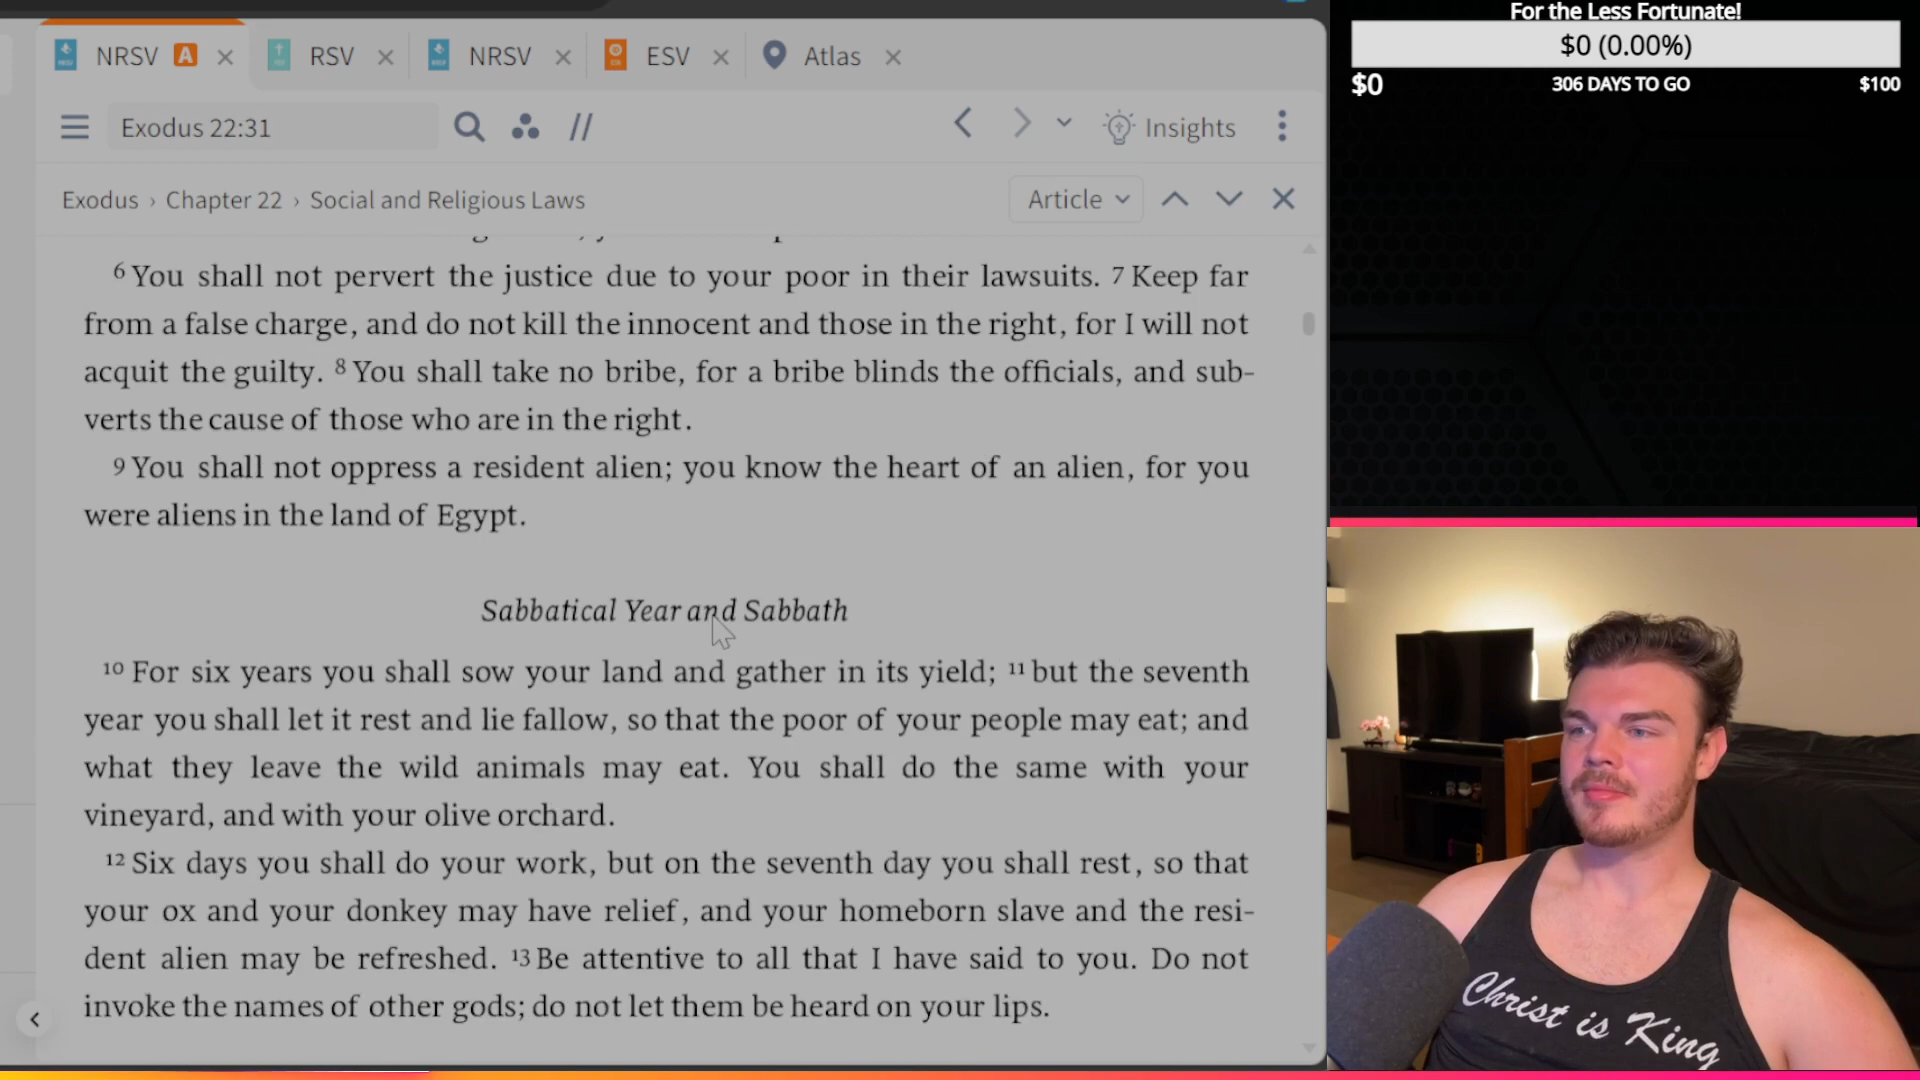 For the Less Fortunate!
$0 (0.00%)
$0 306 DAYS TO GO $100
NRSV A RSV NRSV ESV Atlas
Exodus 22:31 Insights
Exodus › Chapter 22 › Social and Religious Laws Article
6 You shall not pervert the justice due to your poor in their lawsuits. 7 Keep far
from a false charge, and do not kill the innocent and those in the right, for I will not
acquit the guilty. 8 You shall take no bribe, for a bribe blinds the officials, and sub-
verts the cause of those who are in the right.
9 You shall not oppress a resident alien; you know the heart of an alien, for you
were aliens in the land of Egypt.
Sabbatical Year and Sabbath
10 For six years you shall sow your land and gather in its yield; 11 but the seventh
year you shall let it rest and lie fallow, so that the poor of your people may eat; and
what they leave the wild animals may eat. You shall do the same with your
vineyard, and with your olive orchard.
12 Six days you shall do your work, but on the seventh day you shall rest, so that
your ox and your donkey may have relief, and your homeborn slave and the resi-
dent alien may be refreshed. 13 Be attentive to all that I have said to you. Do not
invoke the names of other gods; do not let them be heard on your lips.
Christ is King